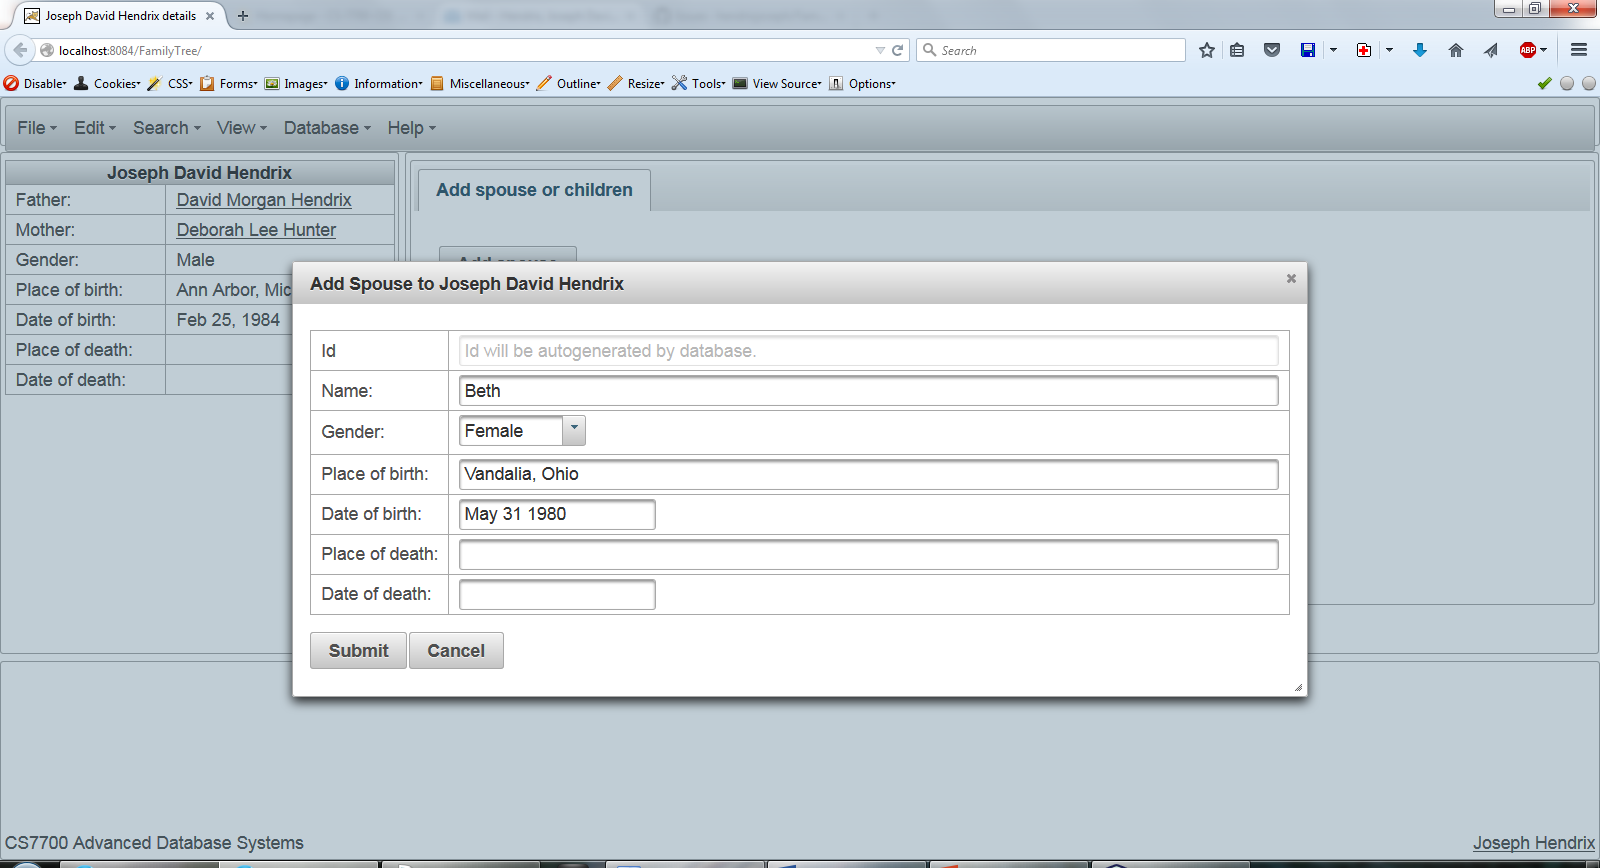 Joseph David Hendrix details
localhost:8084/FamilyTree/
Search
ABP
Disable Cookies CSS Forms Images Information Miscellaneous Outline Resize Tools View Source Options
File Edit Search View Database Help
Joseph David Hendrix
Father: David Morgan Hendrix
Mother: Deborah Lee Hunter
Gender: Male
Place of birth: Ann Arbor, Mic
Date of birth: Feb 25, 1984
Place of death:
Date of death:
Add spouse or children
Add spouse
Add Spouse to Joseph David Hendrix
Id Id will be autogenerated by database.
Name: Beth
Gender: Female
Place of birth: Vandalia, Ohio
Date of birth: May 31 1980
Place of death:
Date of death:
Submit Cancel
CS7700 Advanced Database Systems
Joseph Hendrix